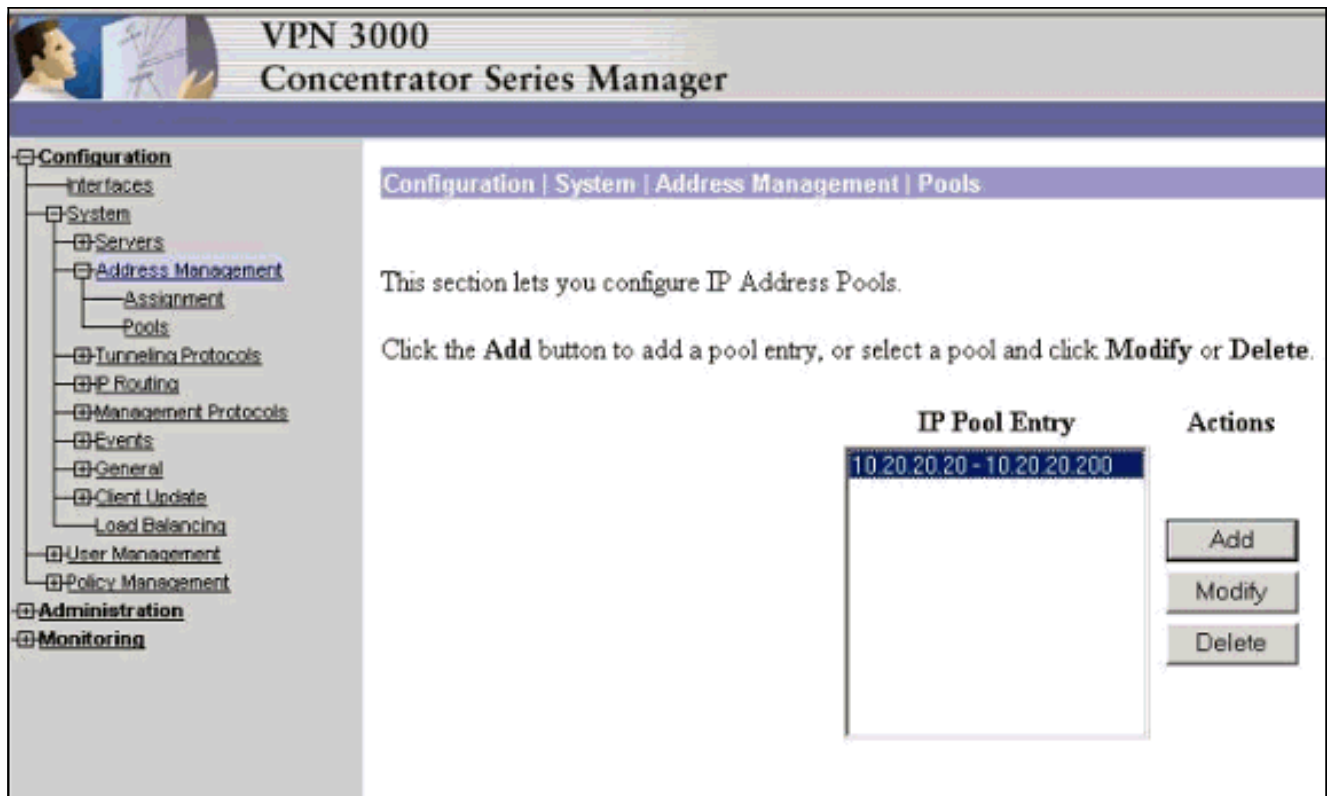 VPN 3000
Concentrator Series Manager
Configuration
Interfaces
System
Servers
Address Management
Assignment
Pools
Tunneling Protocols
IP Routing
Management Protocols
Events
General
Client Update
Load Balancing
User Management
Policy Management
Administration
Monitoring
Configuration | System | Address Management | Pools
This section lets you configure IP Address Pools.
Click the Add button to add a pool entry, or select a pool and click Modify or Delete.
IP Pool Entry
10.20.20.20 - 10.20.20.200
Actions
Add
Modify
Delete